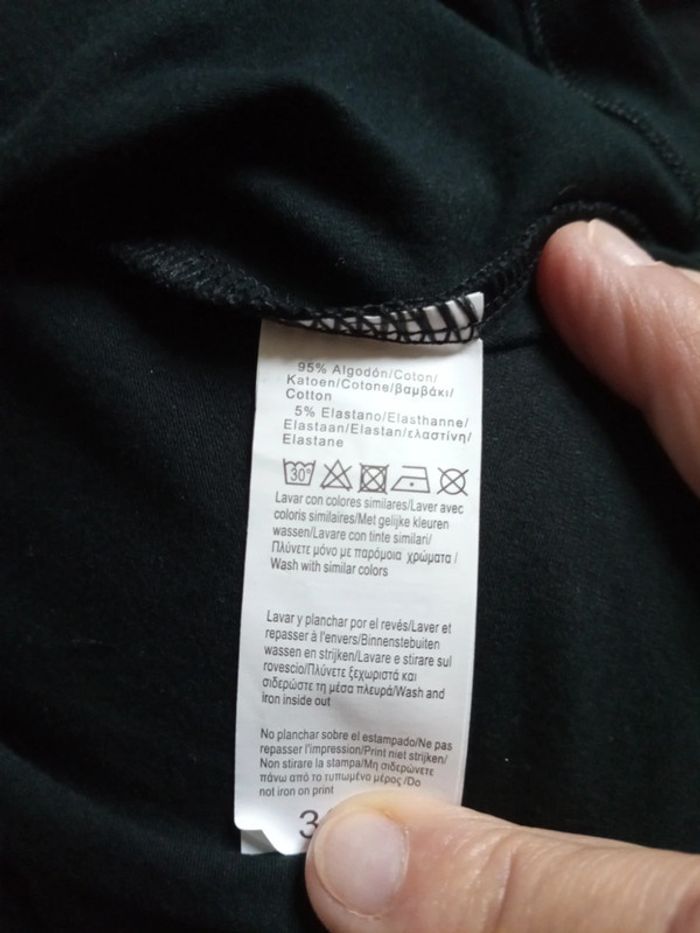 95% Algodón/Coton/
Katoen/Cotone/βαμβάκι/
Cotton
5% Elastano/Elasthanne/
Elastaan/Elastan/ελαστίνη/
Elastane
30°
Lavar con colores similares/Laver avec
coloris similaires/Met gelijke kleuren
wassen/Lavare con tinte similari/
Πλύνετε μόνο με παρόμοια χρώματα /
Wash with similar colors
Lavar y planchar por el revés/Laver et
repasser à l'envers/Binnenstebuiten
wassen en strijken/Lavare e stirare sul
rovescio/Πλύνετε ξεχωριστά και
σιδερώστε τη μέσα πλευρά/Wash and
iron inside out
No planchar sobre el estampado/Ne pas
repasser l'impression/Print niet strijken/
Non stirare la stampa/Μη σιδερώνετε
πάνω από το τυπωμένο μέρος /Do
not iron on print